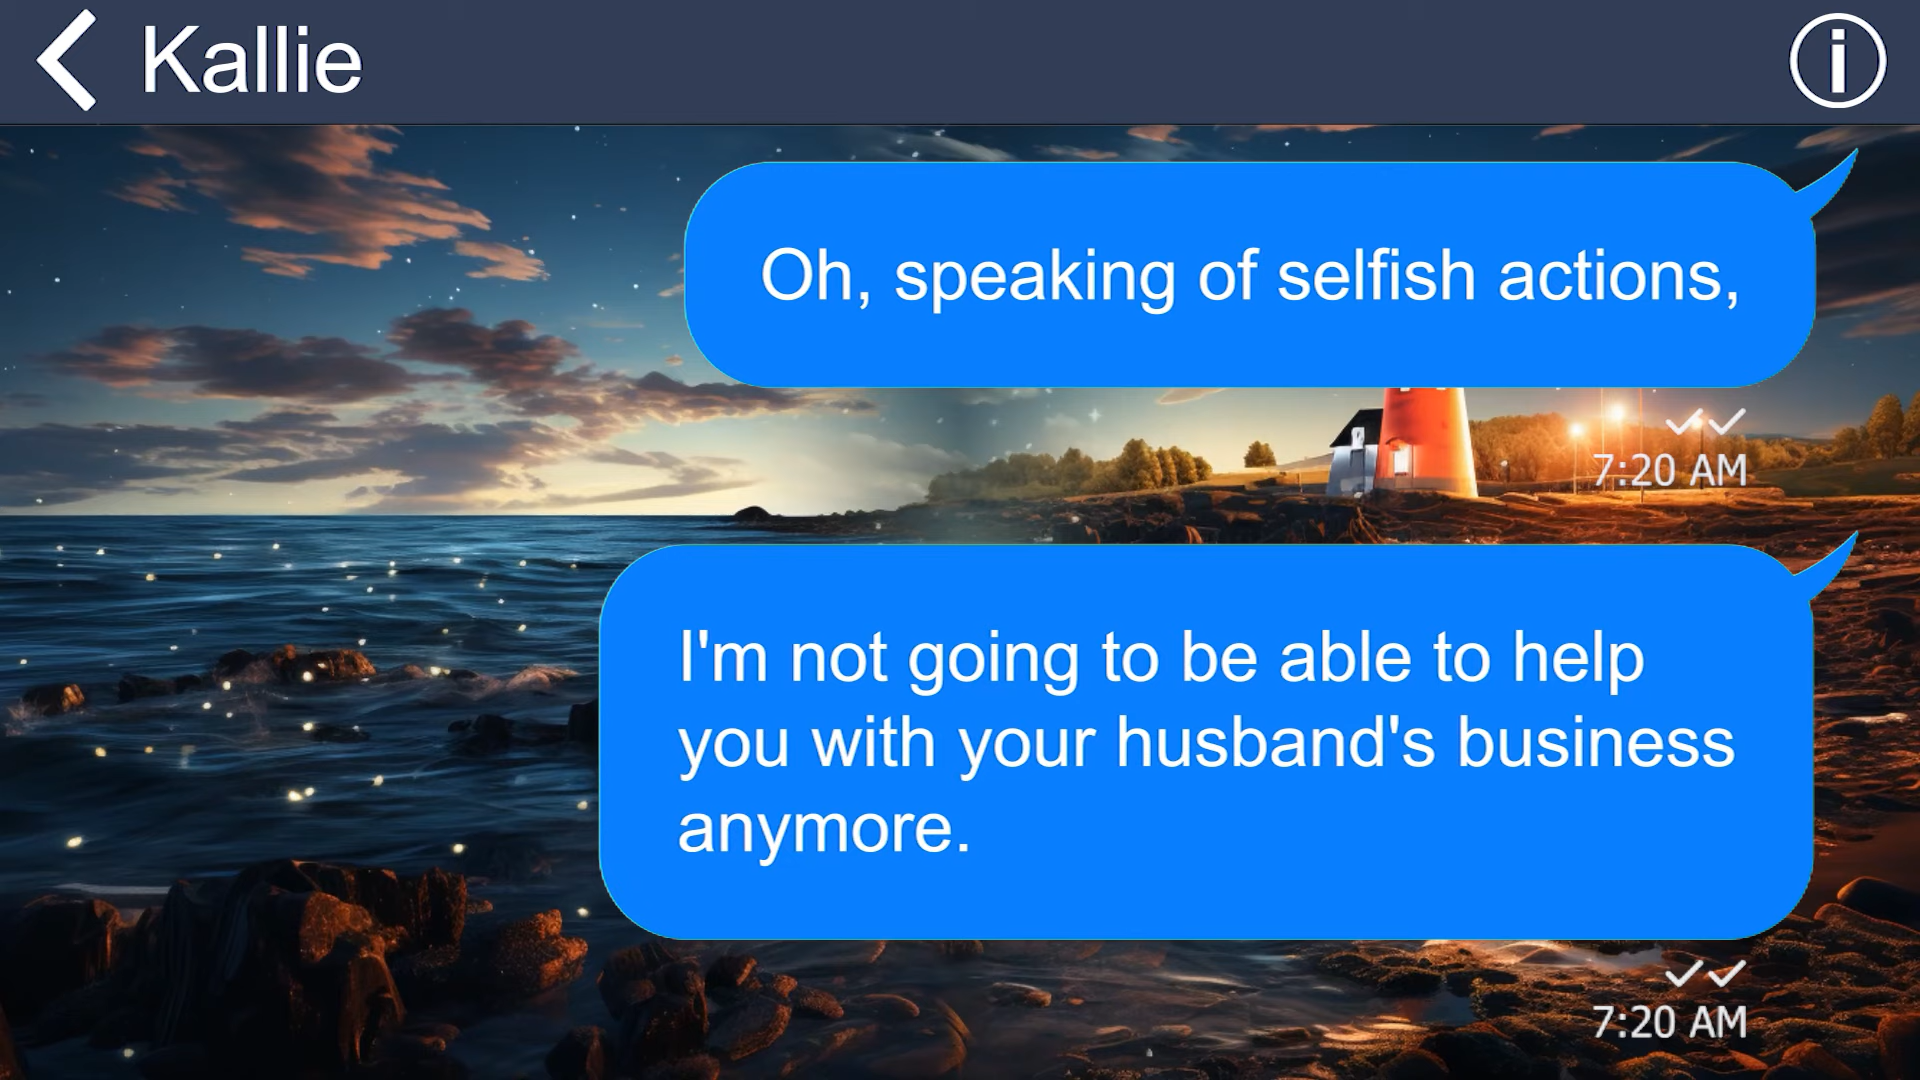 Kallie
Oh, speaking of selfish actions,
7:20 AM
I'm not going to be able to help
you with your husband's business
anymore.
7:20 AM